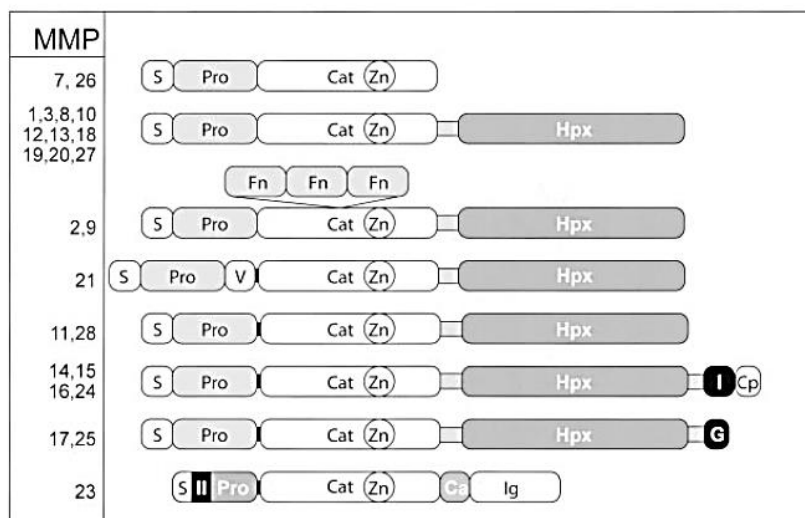 MMP
7, 26
S Pro Cat Zn
1,3,8,10
12,13,18
19,20,27
S Pro Cat Zn Hpx
Fn Fn Fn
2,9
S Pro Cat Zn Hpx
21
S Pro V Cat Zn Hpx
11,28
S Pro Cat Zn Hpx
14,15
16,24
S Pro Cat Zn Hpx I Cp
17,25
S Pro Cat Zn Hpx G
23
S II Pro Cat Zn Ca Ig